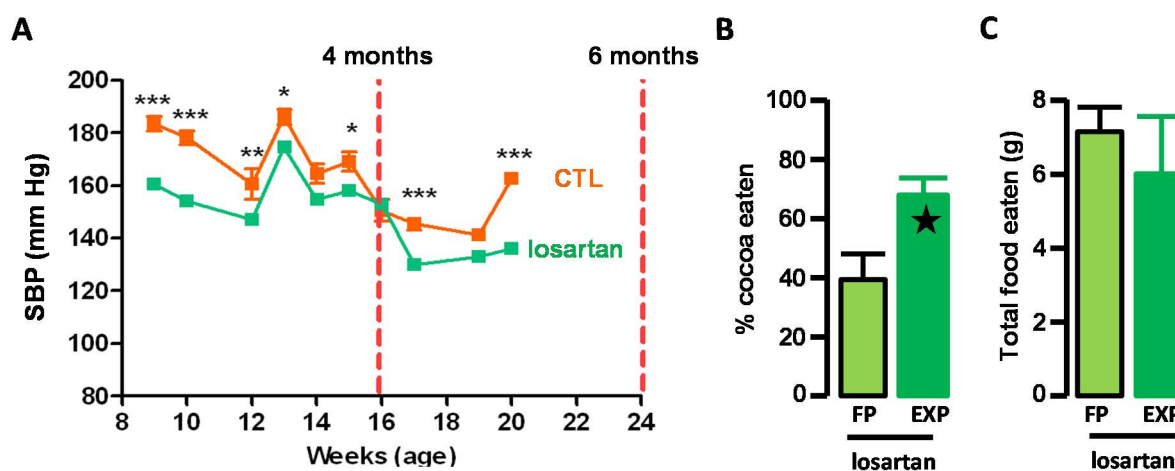 A
B
C
4 months
6 months
SBP (mm Hg)
200
180
160
140
120
100
80
***
***
**
*
*
***
***
CTL
losartan
8
10
12
14
16
18
20
22
24
Weeks (age)
% cocoa eaten
100
80
60
40
20
0
FP EXP
losartan
Total food eaten (g)
8
6
4
2
0
FP EXP
losartan